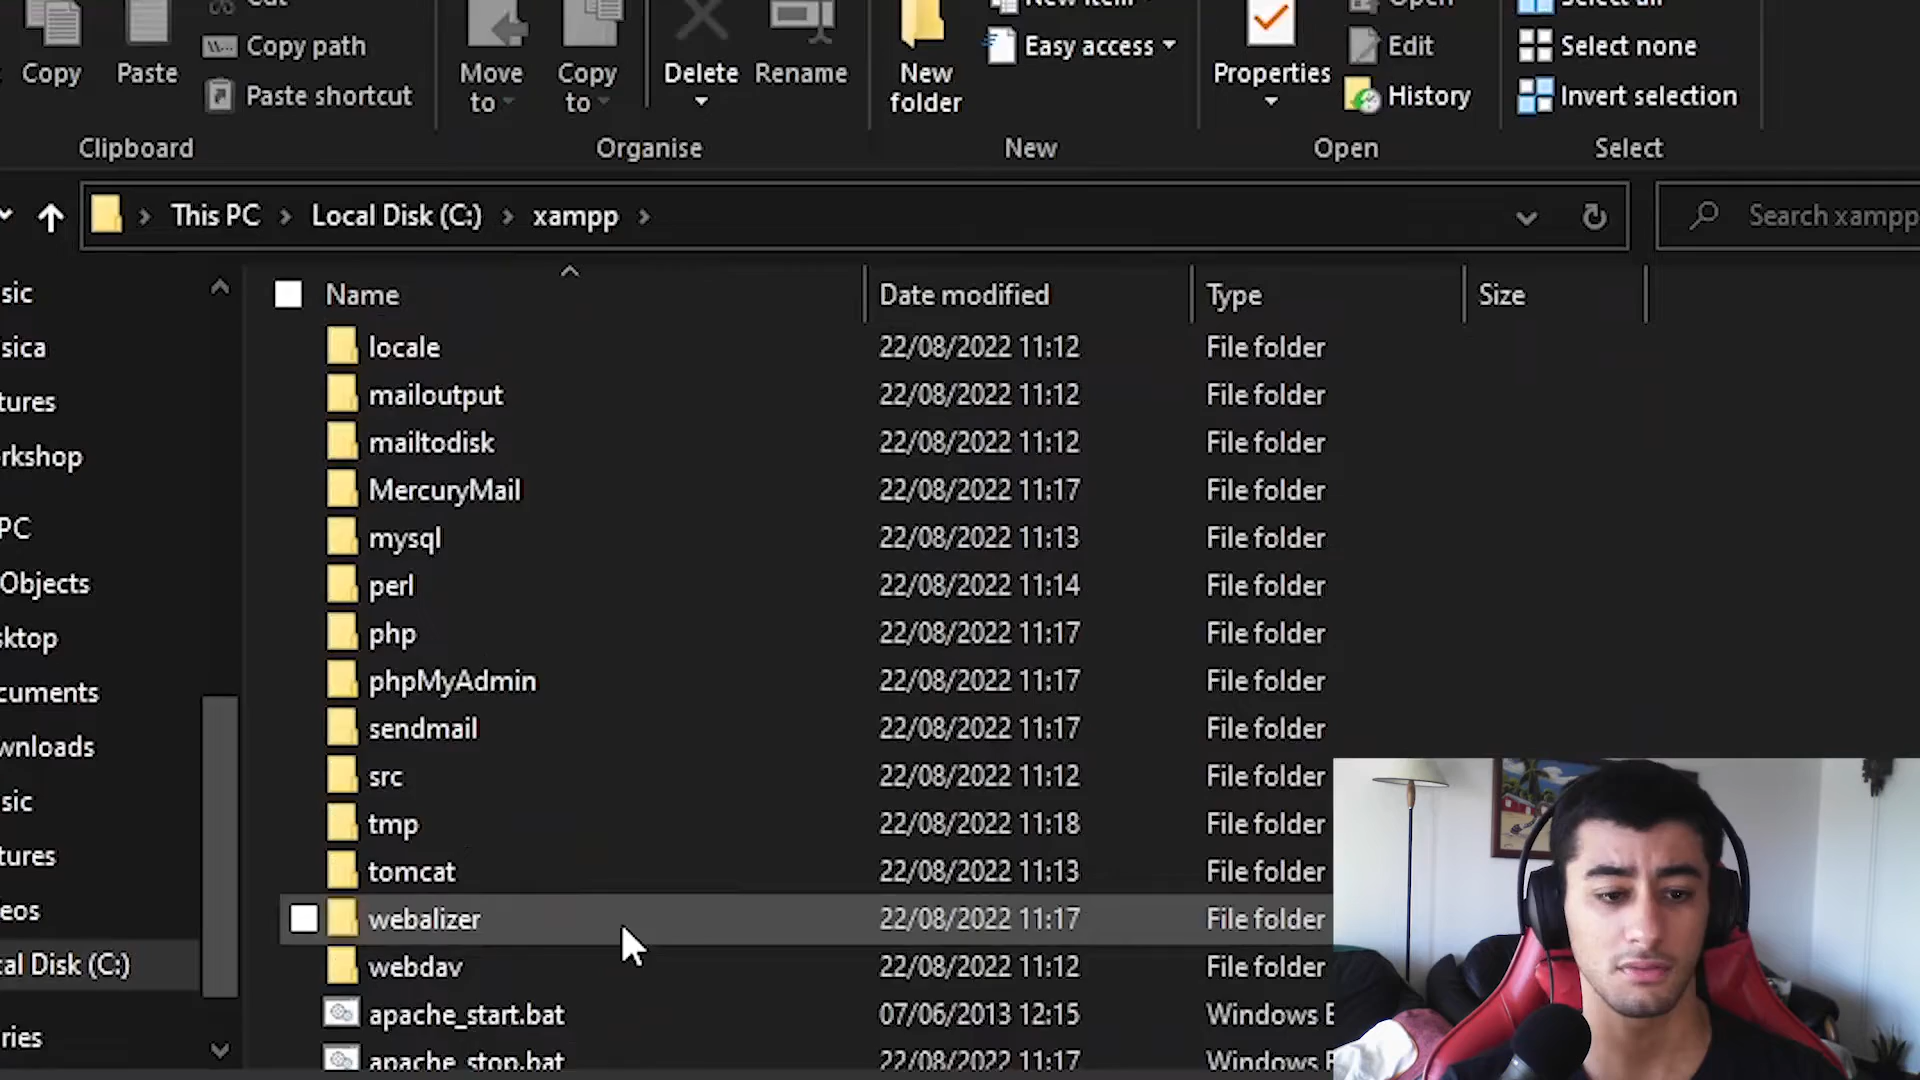 Cut
New item
Open
Select all
Copy path
Easy access
Edit
Select none
Copy
Paste
Move to
Copy to
Delete
Rename
New folder
Properties
Paste shortcut
History
Invert selection
Clipboard
Organise
New
Open
Select
This PC
Local Disk (C:)
xampp
Search xampp
Name
Date modified
Type
Size
sic
sica
tures
rkshop
PC
Objects
sktop
cuments
wnloads
sic
tures
eos
cal Disk (C:)
ries
locale 22/08/2022 11:12 File folder
mailoutput 22/08/2022 11:12 File folder
mailtodisk 22/08/2022 11:12 File folder
MercuryMail 22/08/2022 11:17 File folder
mysql 22/08/2022 11:13 File folder
perl 22/08/2022 11:14 File folder
php 22/08/2022 11:17 File folder
phpMyAdmin 22/08/2022 11:17 File folder
sendmail 22/08/2022 11:17 File folder
src 22/08/2022 11:12 File folder
tmp 22/08/2022 11:18 File folder
tomcat 22/08/2022 11:13 File folder
webalizer 22/08/2022 11:17 File folder
webdav 22/08/2022 11:12 File folder
apache_start.bat 07/06/2013 12:15 Windows
apache_stop.bat 22/08/2022 11:17 Windows